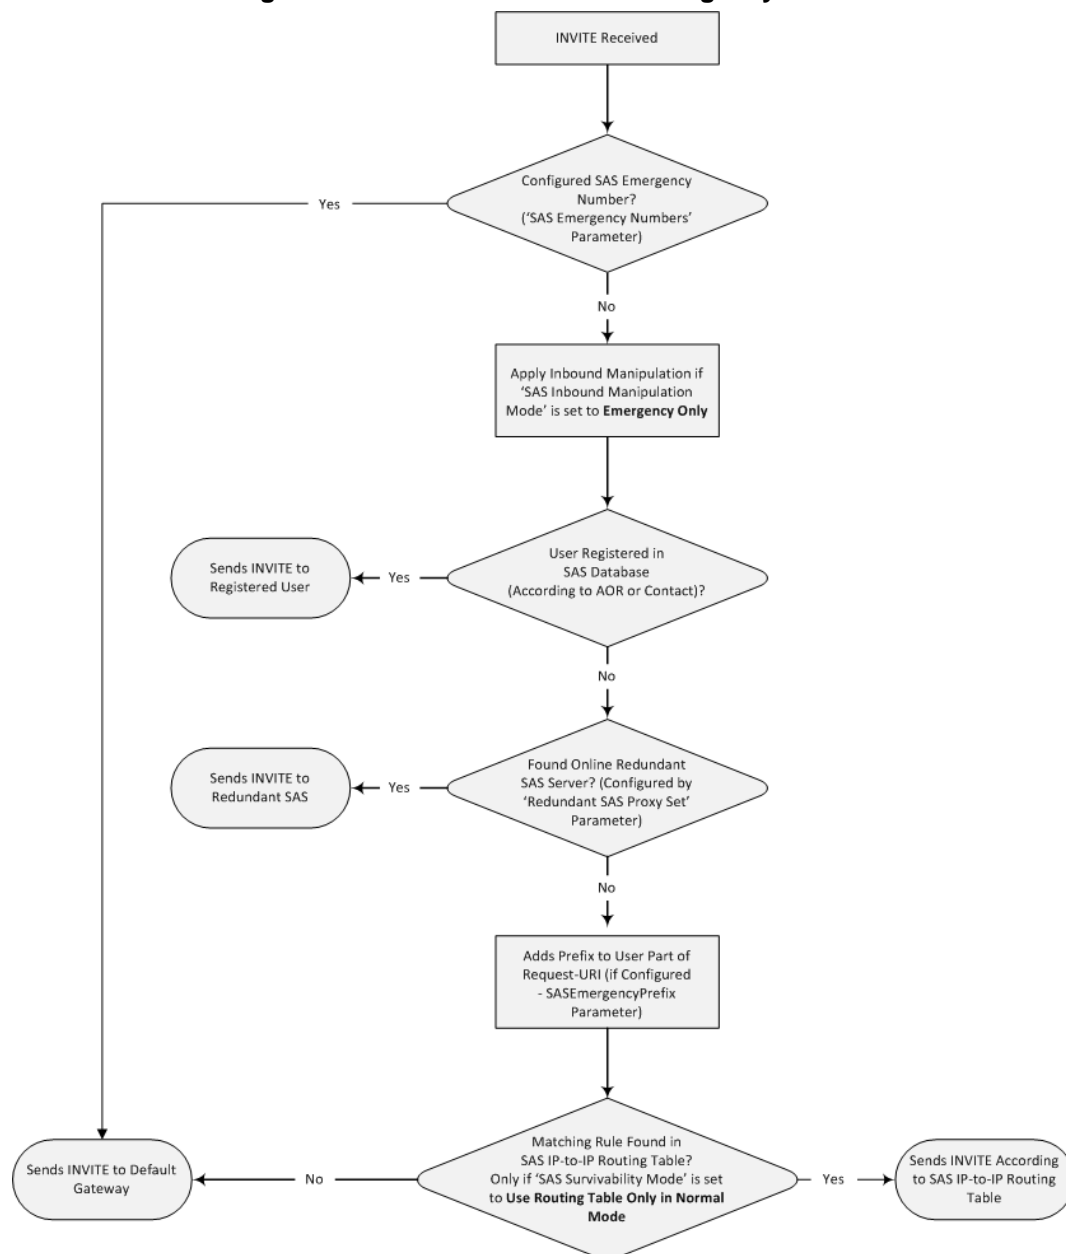 INVITE Received
Configured SAS Emergency
Number?
(‘SAS Emergency Numbers’
Parameter)
Yes
No
Apply Inbound Manipulation if
‘SAS Inbound Manipulation
Mode’ is set to Emergency Only
User Registered in
SAS Database
(According to AOR or Contact)?
Yes
Sends INVITE to
Registered User
No
Found Online Redundant
SAS Server? (Configured by
‘Redundant SAS Proxy Set’
Parameter)
Yes
Sends INVITE to
Redundant SAS
No
Adds Prefix to User Part of
Request-URI (if Configured
- SASEmergencyPrefix
Parameter)
Matching Rule Found in
SAS IP-to-IP Routing Table?
Only if ‘SAS Survivability Mode’ is set
to Use Routing Table Only in Normal
Mode
No
Sends INVITE to Default
Gateway
Yes
Sends INVITE According
to SAS IP-to-IP Routing
Table